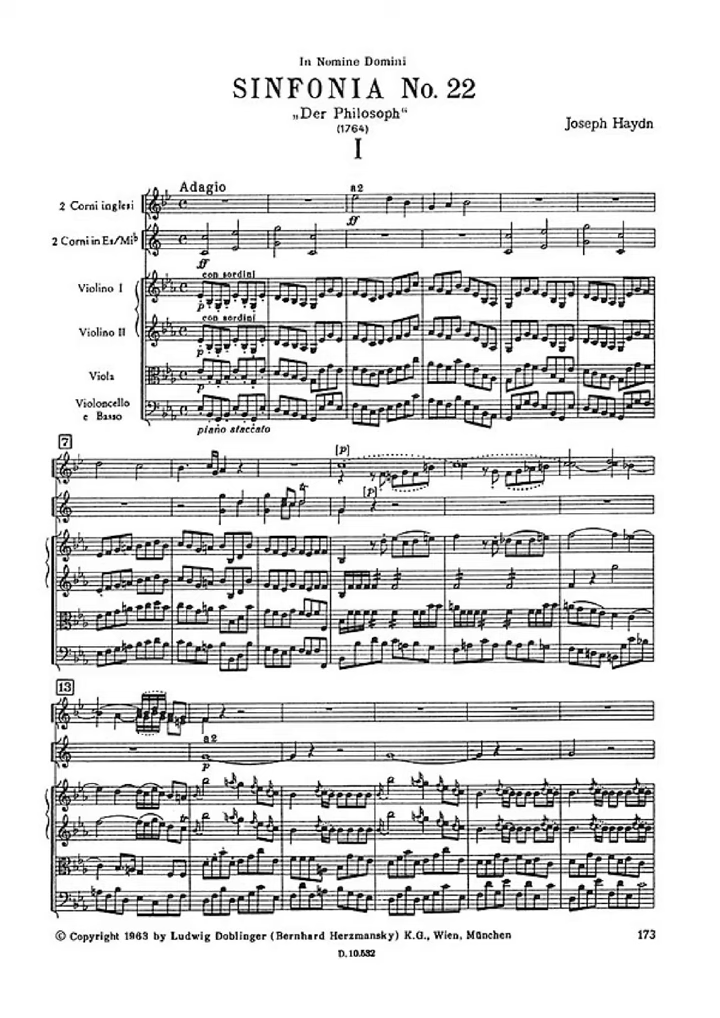 In Nomine Domini
SINFONIA No. 22
„Der Philosoph“
(1764)
Joseph Haydn
I
Adagio
a2
2 Corni inglesi
ff
2 Corni in Es/Mi♭
ff
con sordini
Violino I
p
con sordini
Violino II
p
Viola
p
Violoncello
e Basso
piano staccato
7
[p]
[p]
13
a2
p
© Copyright 1963 by Ludwig Doblinger (Bernhard Herzmansky) K.G., Wien, München
173
D. 10.532